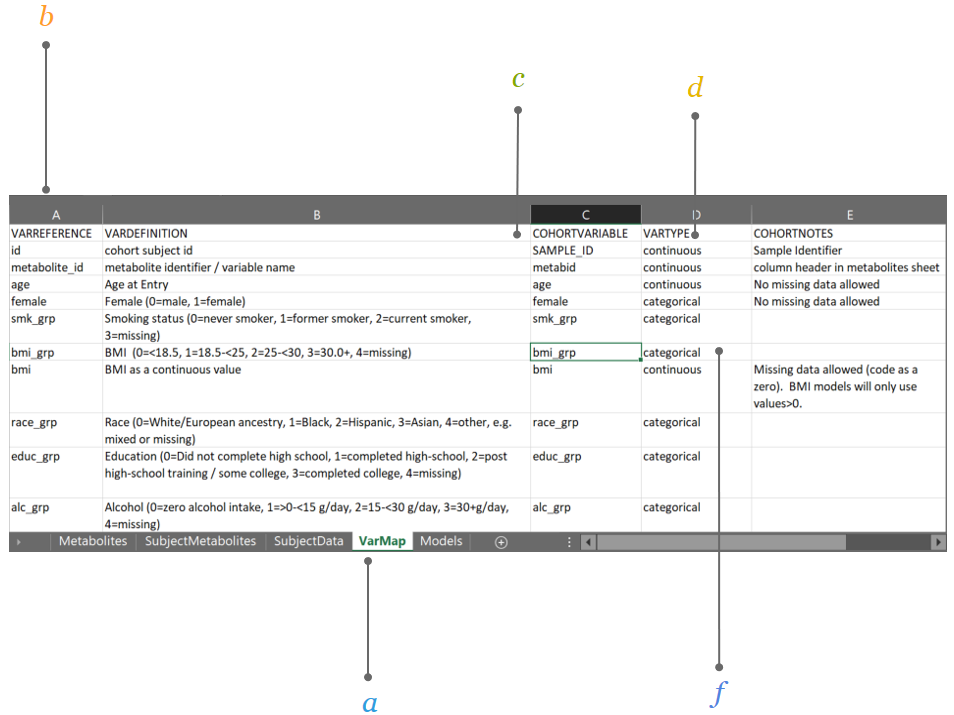 b
c
d
A B C D E
VARREFERENCE VARDEFINITION COHORTVARIABLE VARTYPE COHORTNOTES
id cohort subject id SAMPLE_ID continuous Sample Identifier
metabolite_id metabolite identifier / variable name metabid continuous column header in metabolites sheet
age Age at Entry age continuous No missing data allowed
female Female (0=male, 1=female) female categorical No missing data allowed
smk_grp Smoking status (0=never smoker, 1=former smoker, 2=current smoker, smk_grp categorical
3=missing)
bmi_grp BMI (0=<18.5, 1=18.5-<25, 2=25-<30, 3=30.0+, 4=missing) bmi_grp categorical
bmi BMI as a continuous value bmi continuous Missing data allowed (code as a
zero). BMI models will only use
values>0.
race_grp Race (0=White/European ancestry, 1=Black, 2=Hispanic, 3=Asian, 4=other, e.g. race_grp categorical
mixed or missing)
educ_grp Education (0=Did not complete high school, 1=completed high-school, 2=post educ_grp categorical
high-school training / some college, 3=completed college, 4=missing)
alc_grp Alcohol (0=zero alcohol intake, 1=>0-<15 g/day, 2=15-<30 g/day, 3=30+g/day, alc_grp categorical
4=missing)
Metabolites SubjectMetabolites SubjectData VarMap Models
a
f